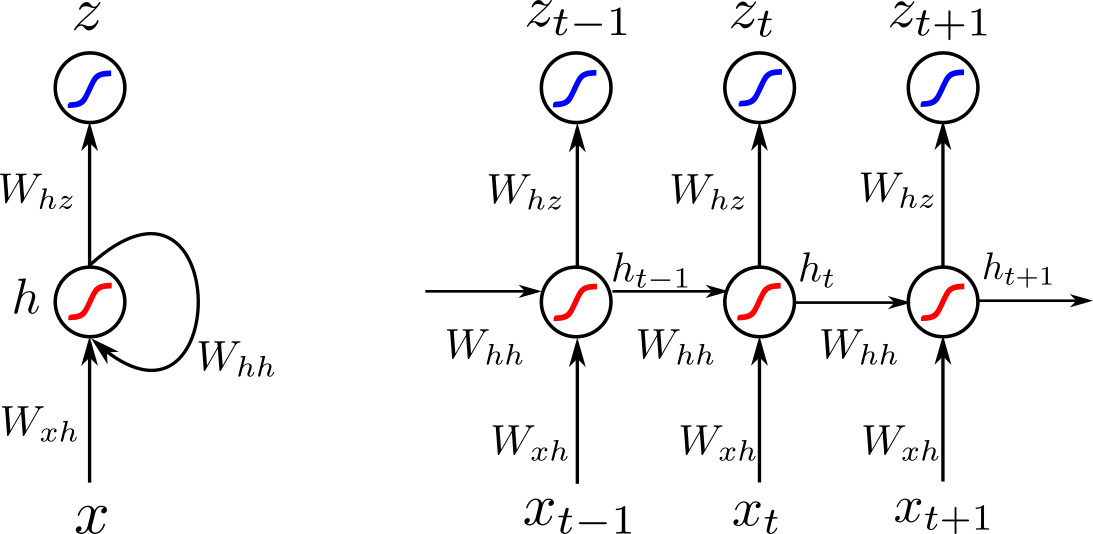 z z_{t-1} z_t z_{t+1}
W_{hz} W_{hz} W_{hz} W_{hz}
h h_{t-1} h_t h_{t+1}
W_{hh} W_{hh} W_{hh} W_{hh}
W_{xh} W_{xh} W_{xh} W_{xh}
x x_{t-1} x_t x_{t+1}